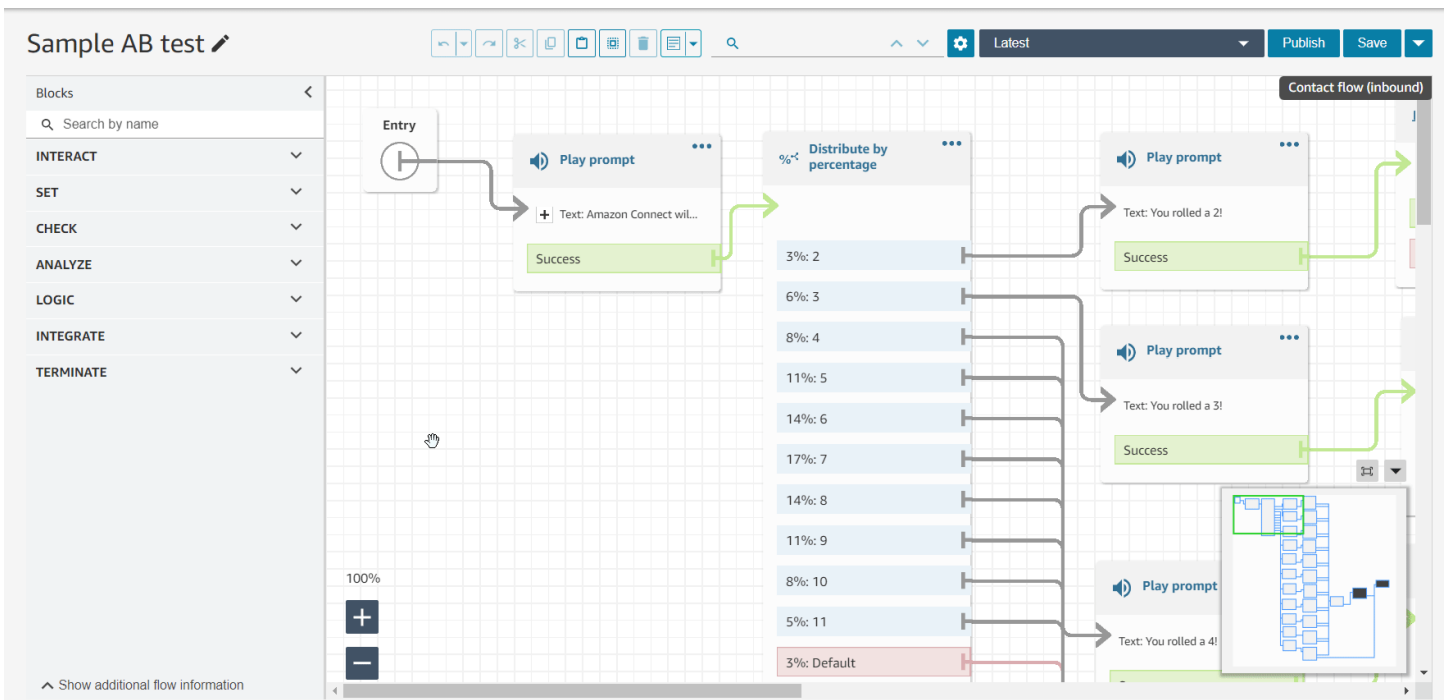 Sample AB test
Latest
Publish
Save
Contact flow (inbound)
Blocks
Search by name
INTERACT
SET
CHECK
ANALYZE
LOGIC
INTEGRATE
TERMINATE
Show additional flow information
100%
Entry
Play prompt
Text: Amazon Connect wil...
Success
Distribute by
percentage
3%: 2
6%: 3
8%: 4
11%: 5
14%: 6
17%: 7
14%: 8
11%: 9
8%: 10
5%: 11
3%: Default
Play prompt
Text: You rolled a 2!
Success
Play prompt
Text: You rolled a 3!
Success
Play prompt
Text: You rolled a 4!